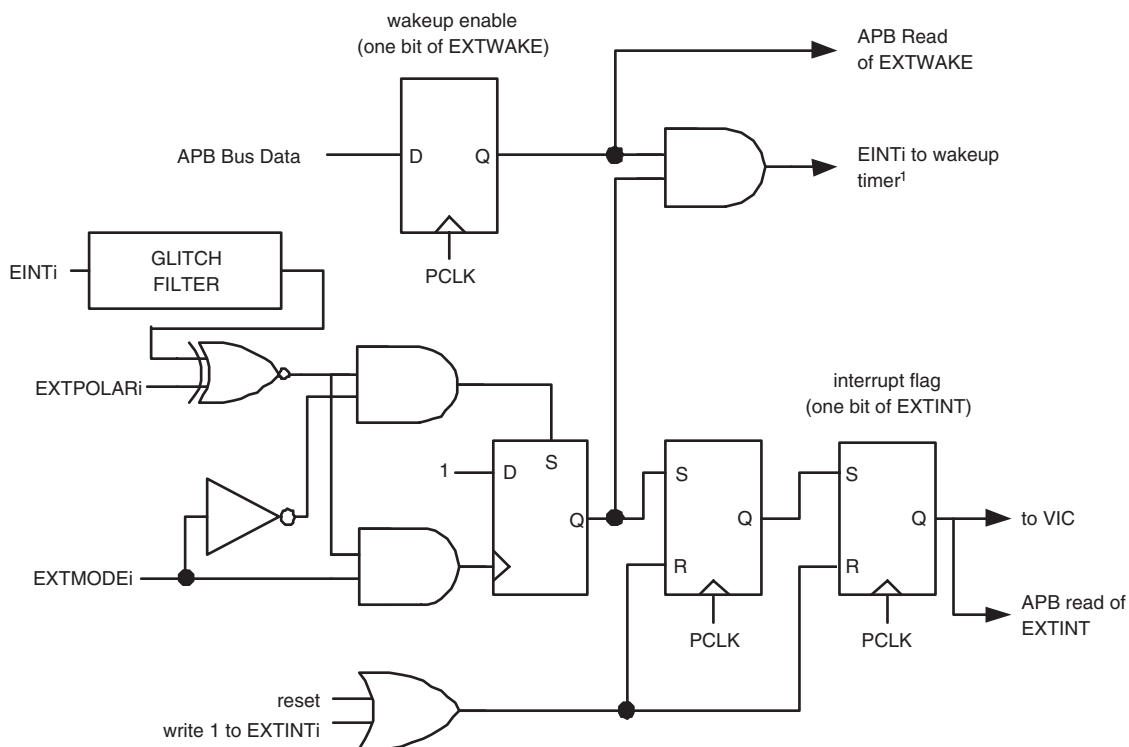 wakeup enable
(one bit of EXTWAKE)
APB Read
of EXTWAKE
APB Bus Data
D
Q
EINTi to wakeup
timer1
PCLK
EINTi
GLITCH
FILTER
EXTPOLARi
interrupt flag
(one bit of EXTINT)
1
D
S
Q
S
Q
R
S
Q
R
to VIC
EXTMODEi
PCLK
PCLK
APB read of
EXTINT
reset
write 1 to EXTINTi